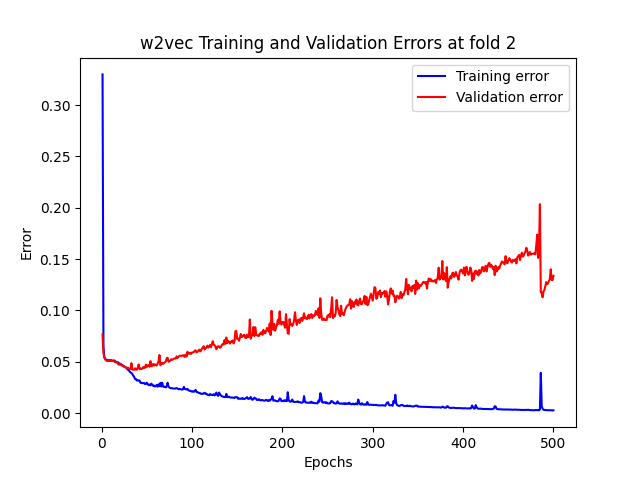 w2vec Training and Validation Errors at fold 2
Training error
Validation error
Error
0.30
0.25
0.20
0.15
0.10
0.05
0.00
0
100
200
300
400
500
Epochs